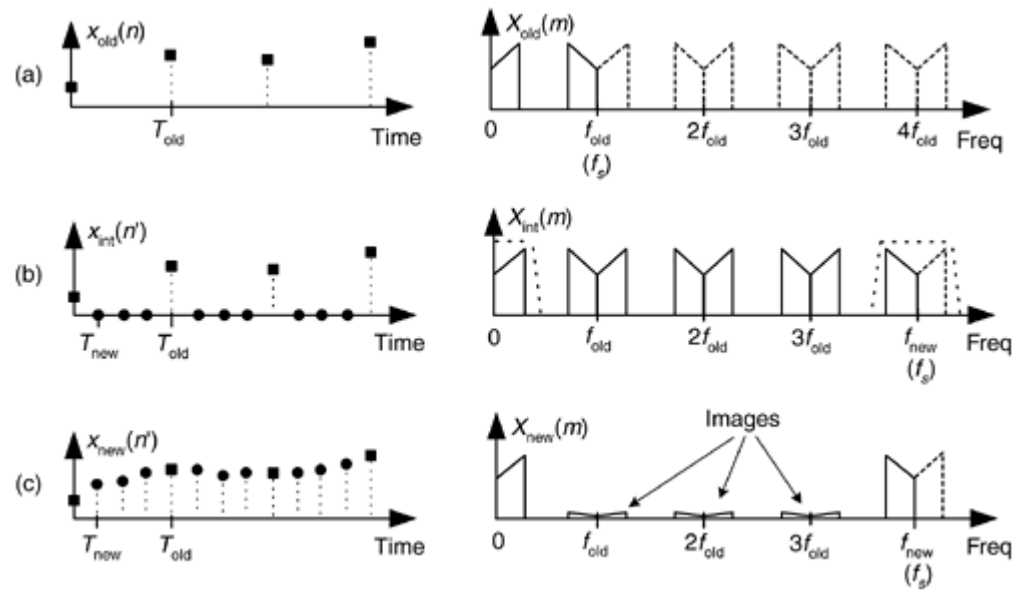 (a)
x_old(n)
T_old
Time
X_old(m)
0
f_old
(f_s)
2f_old
3f_old
4f_old
Freq
(b)
x_int(n')
T_new
T_old
Time
X_int(m)
0
f_old
2f_old
3f_old
f_new
(f_s)
Freq
(c)
x_new(n')
T_new
T_old
Time
X_new(m)
Images
0
f_old
2f_old
3f_old
f_new
(f_s)
Freq